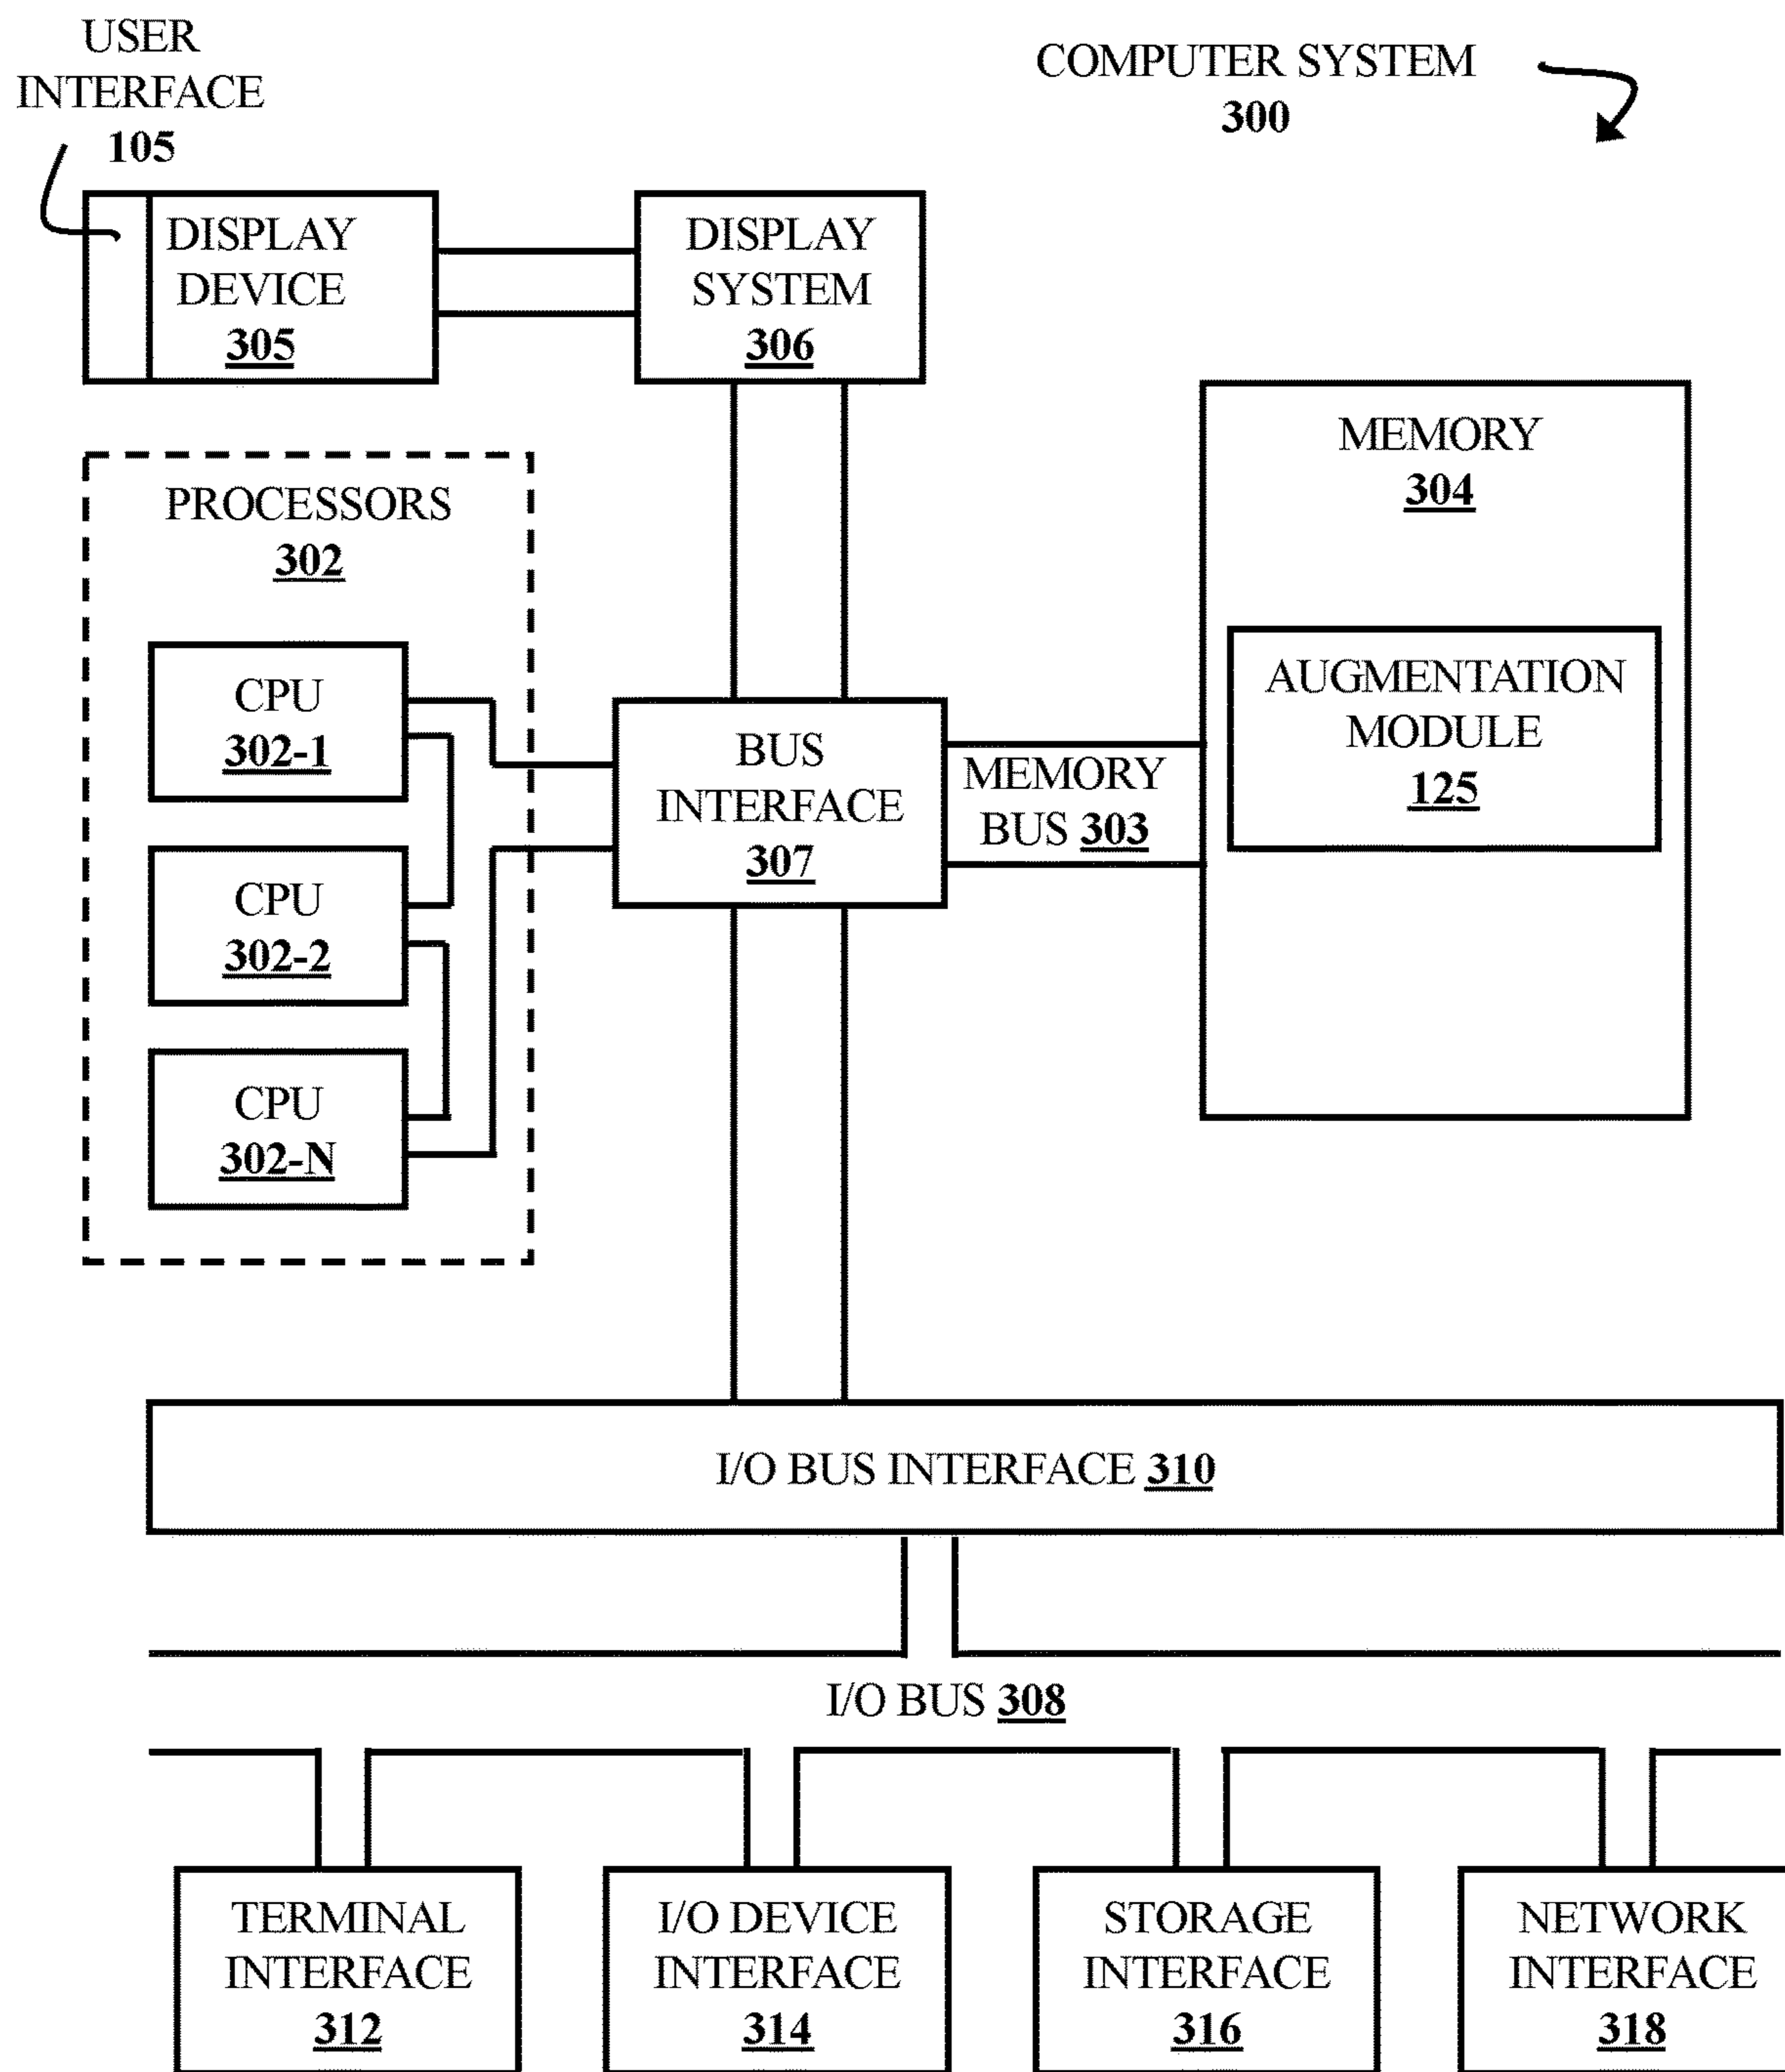 USER
INTERFACE
105
COMPUTER SYSTEM
300
DISPLAY
DEVICE
305
DISPLAY
SYSTEM
306
PROCESSORS
302
CPU
302-1
CPU
302-2
CPU
302-N
BUS
INTERFACE
307
MEMORY
BUS 303
MEMORY
304
AUGMENTATION
MODULE
125
I/O BUS INTERFACE 310
I/O BUS 308
TERMINAL
INTERFACE
312
I/O DEVICE
INTERFACE
314
STORAGE
INTERFACE
316
NETWORK
INTERFACE
318